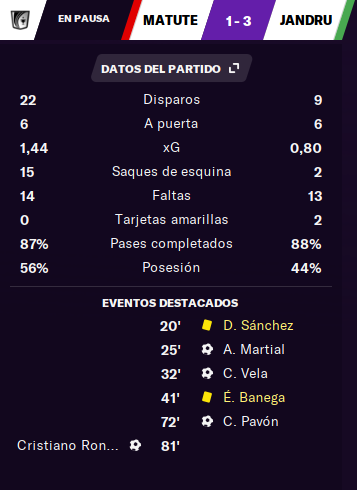 EN PAUSA MATUTE 1 - 3 JANDRU
DATOS DEL PARTIDO
22 Disparos 9
6 A puerta 6
1,44 xG 0,80
15 Saques de esquina 2
14 Faltas 13
0 Tarjetas amarillas 2
87% Pases completados 88%
56% Posesión 44%
EVENTOS DESTACADOS
20' D. Sánchez
25' A. Martial
32' C. Vela
41' É. Banega
72' C. Pavón
Cristiano Ron... 81'